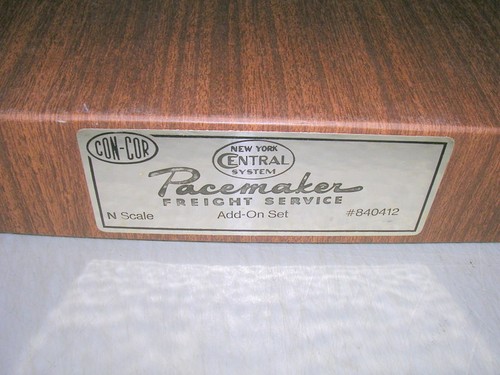 CON-COR
NEW YORK
CENTRAL
SYSTEM
Pacemaker
FREIGHT SERVICE
N Scale Add-On Set #840412